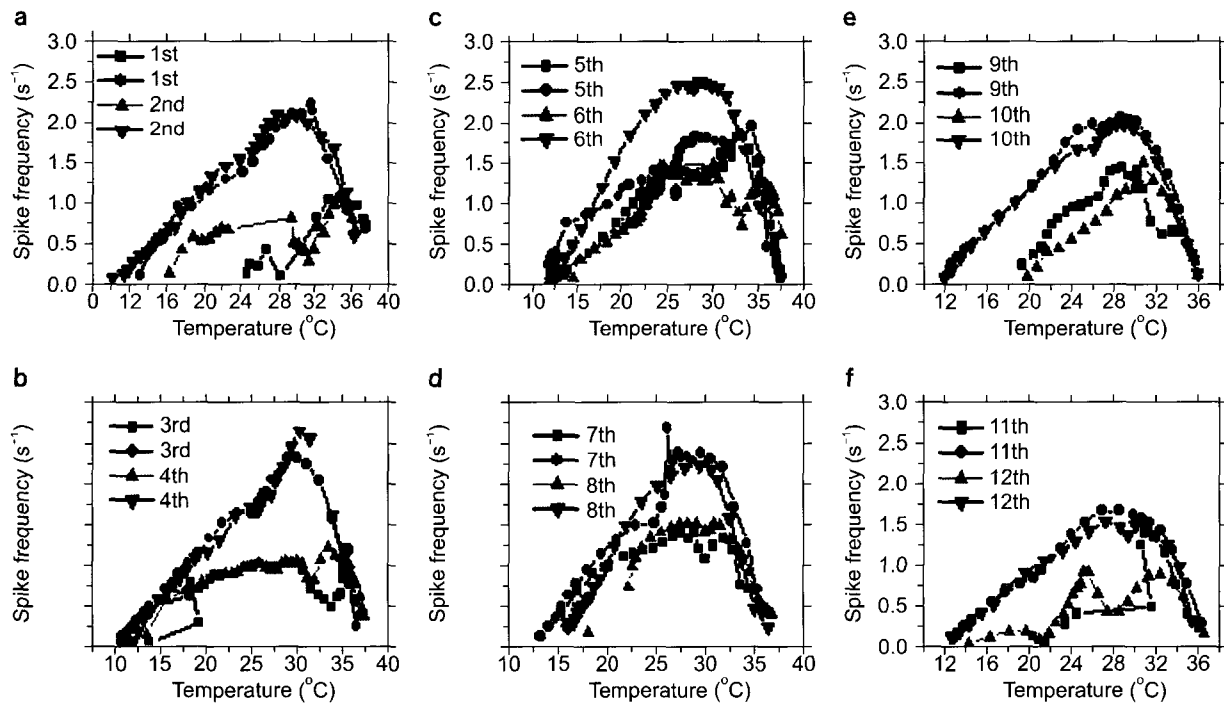 a
3.0
2.5
2.0
1.5
1.0
0.5
0.0
Spike frequency (s⁻¹)
1st
1st
2nd
2nd
0 10 16 20 24 28 32 36 40
Temperature (°C)
b
Spike frequency (s⁻¹)
3rd
3rd
4th
4th
10 15 20 25 30 35 40
Temperature (°C)
c
3.0
2.5
2.0
1.5
1.0
0.5
0.0
Spike frequency (s⁻¹)
5th
5th
6th
6th
10 15 20 25 30 35 40
Temperature (°C)
d
Spike frequency (s⁻¹)
7th
7th
8th
8th
15 20 25 30 35 40
Temperature (°C)
e
3.0
2.5
2.0
1.5
1.0
0.5
0.0
Spike frequency (s⁻¹)
9th
9th
10th
10th
12 16 20 24 28 32 36
Temperature (°C)
f
3.0
2.5
2.0
1.5
1.0
0.5
0.0
Spike frequency (s⁻¹)
11th
11th
12th
12th
12 16 20 24 28 32 36
Temperature (°C)